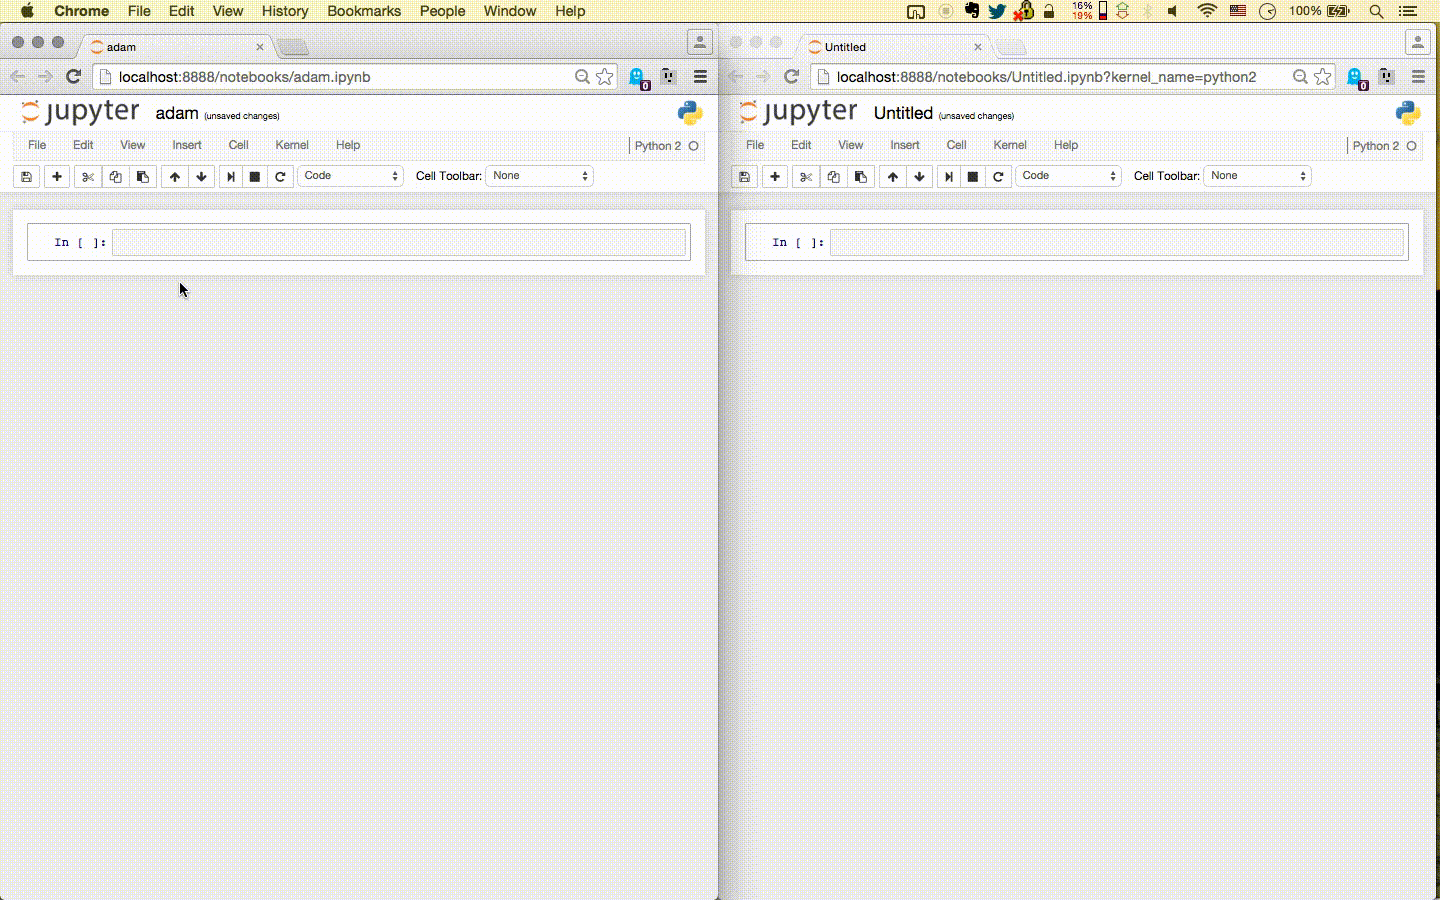 Chrome File Edit View History Bookmarks People Window Help 16% 19% 100%
adam
localhost:8888/notebooks/adam.ipynb 0
jupyter adam (unsaved changes)
File Edit View Insert Cell Kernel Help Python 2
Code Cell Toolbar: None
In [ ]:
Untitled
localhost:8888/notebooks/Untitled.ipynb?kernel_name=python2 0
jupyter Untitled (unsaved changes)
File Edit View Insert Cell Kernel Help Python 2
Code Cell Toolbar: None
In [ ]: